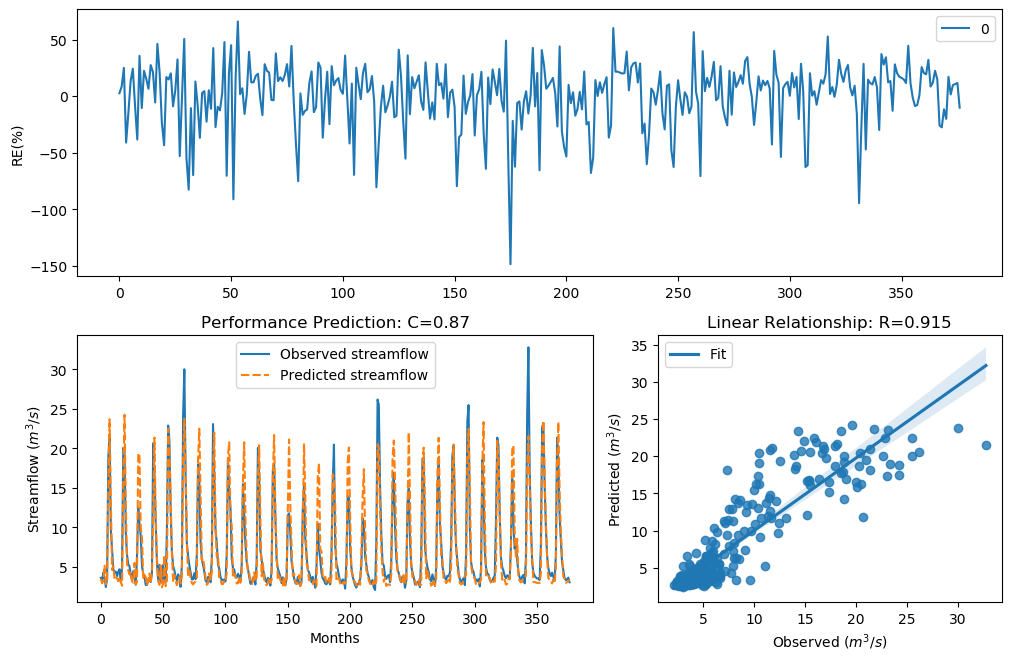 0
RE(%)
50
0
−50
−100
−150
0 50 100 150 200 250 300 350
Performance Prediction: C=0.87
Observed streamflow
Predicted streamflow
Streamflow (m³/s)
30
25
20
15
10
5
0 50 100 150 200 250 300 350
Months
Linear Relationship: R=0.915
Fit
Predicted (m³/s)
35
30
25
20
15
10
5
5 10 15 20 25 30
Observed (m³/s)